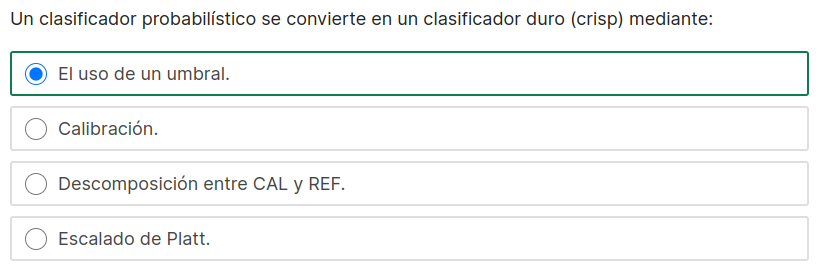 Un clasificador probabilístico se convierte en un clasificador duro (crisp) mediante:
El uso de un umbral.
Calibración.
Descomposición entre CAL y REF.
Escalado de Platt.